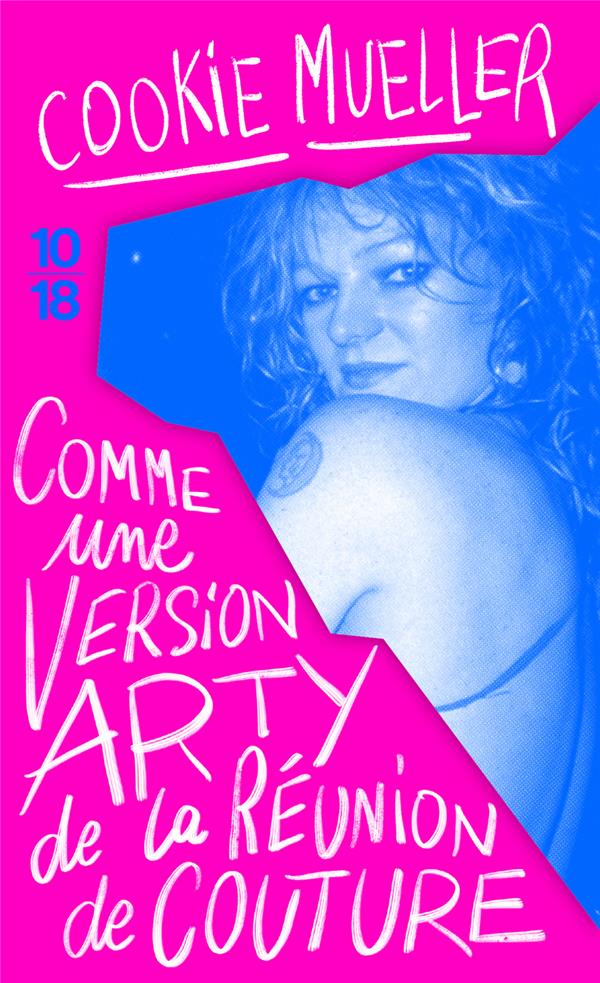 COOKIE MUELLER
10
18
COMME
une
VERSION
ARTY
de la RÉUNION
de COUTURE